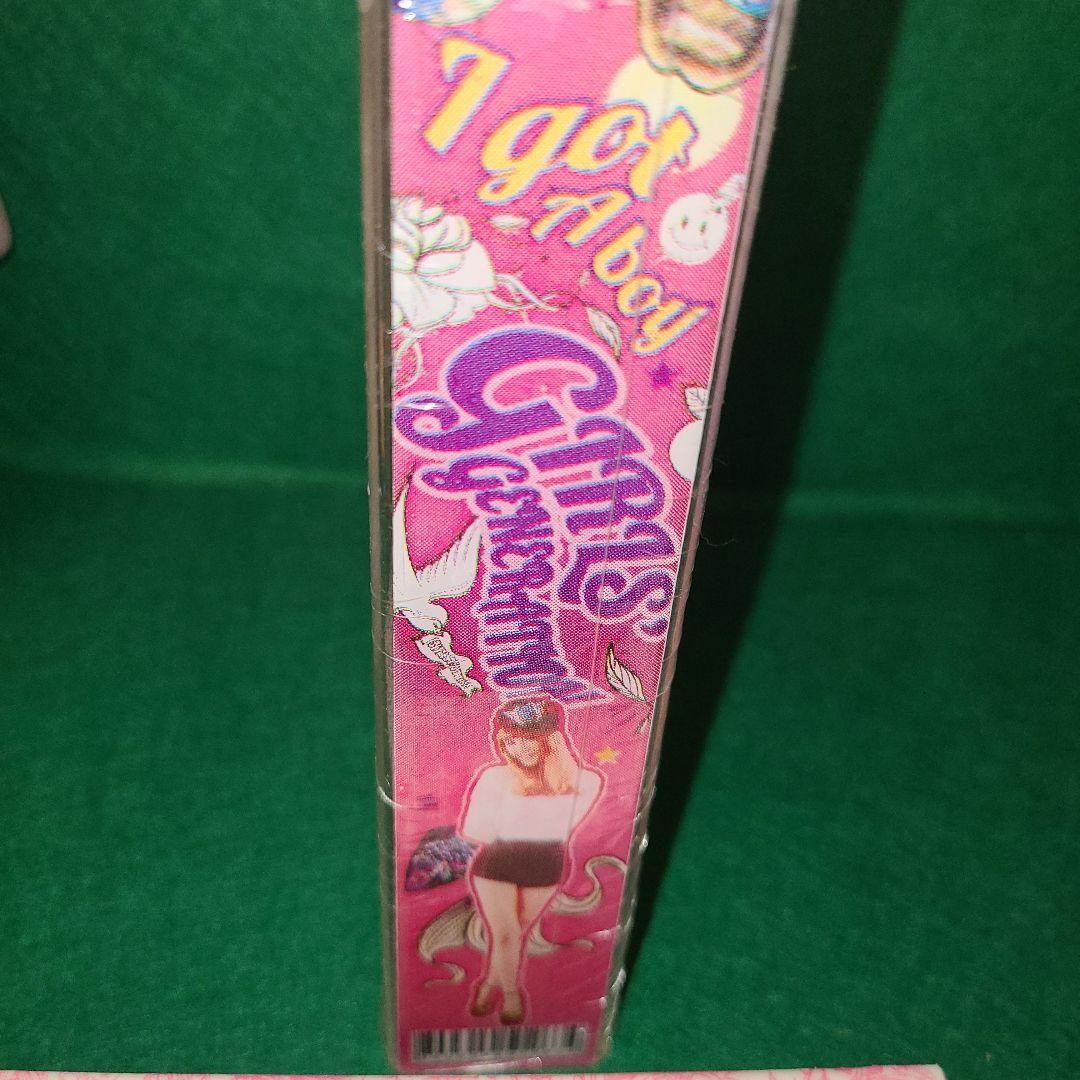 I got
A boy
GIRLS'
GENERATION